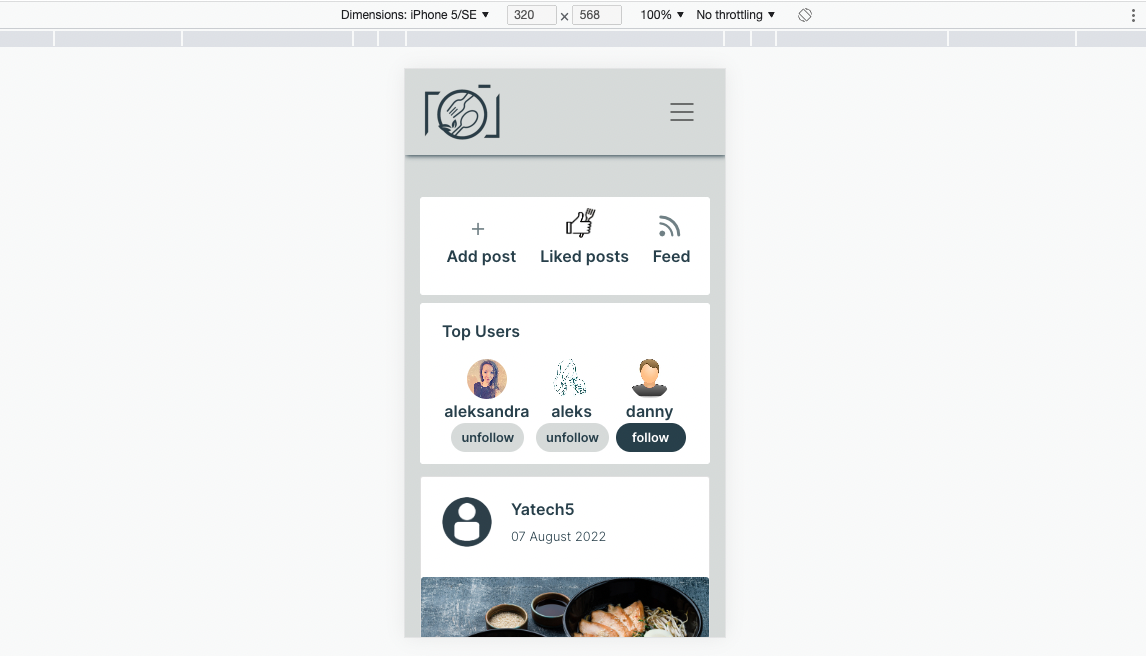 Dimensions: iPhone 5/SE ▼ 320 × 568 100% ▼ No throttling ▼
Add post Liked posts Feed
Top Users
aleksandra aleks danny
unfollow unfollow follow
Yatech5
07 August 2022